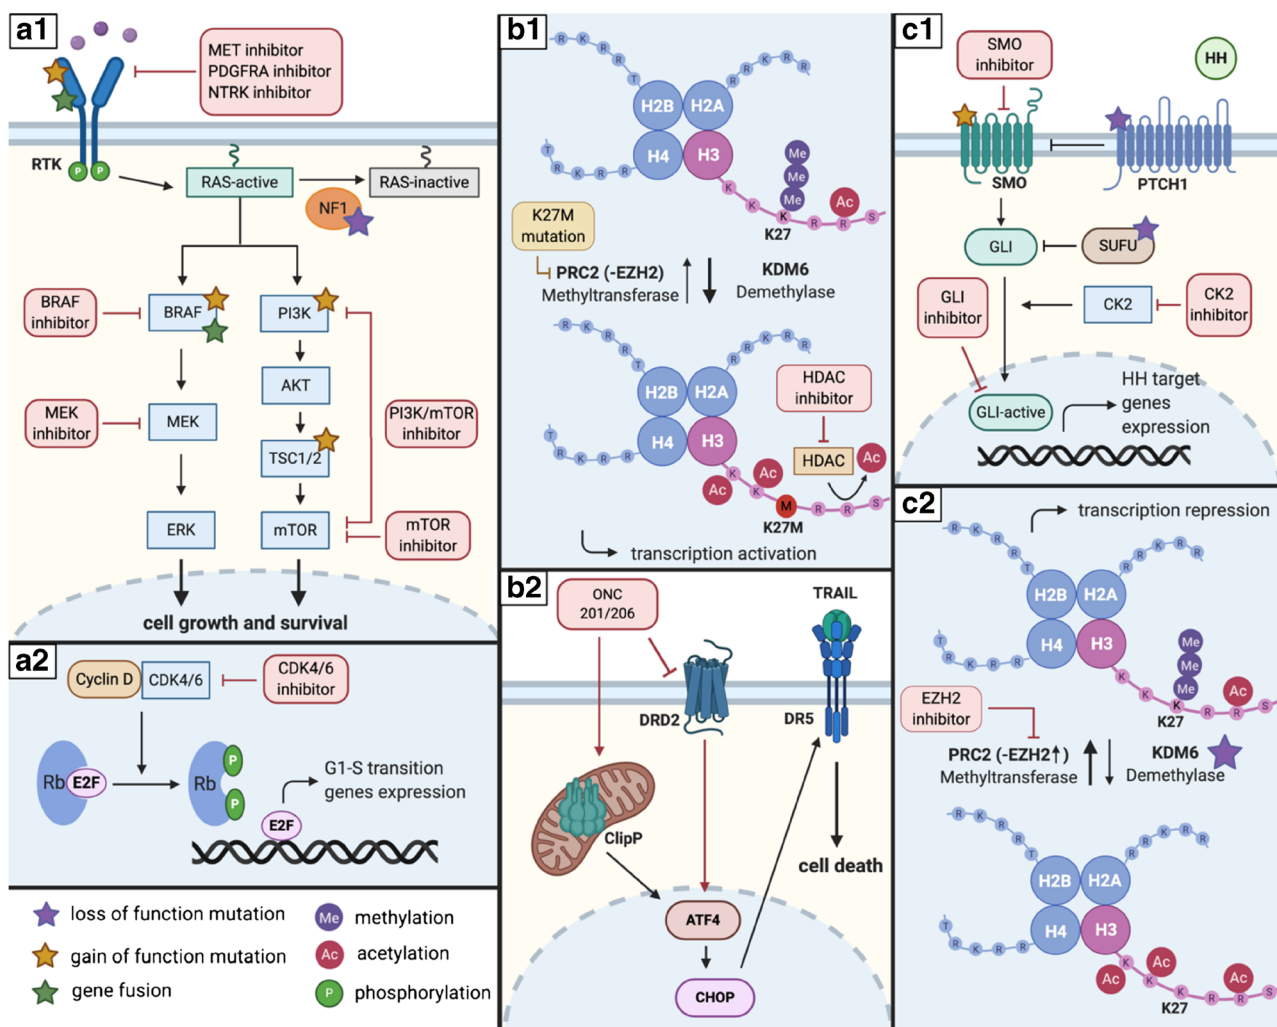 a1
MET inhibitor
PDGFRA inhibitor
NTRK inhibitor
RTK
P
P
RAS-active
RAS-inactive
NF1
BRAF
inhibitor
BRAF
PI3K
AKT
MEK
inhibitor
MEK
PI3K/mTOR
inhibitor
TSC1/2
ERK
mTOR
mTOR
inhibitor
cell growth and survival
a2
Cyclin D
CDK4/6
CDK4/6
inhibitor
Rb
E2F
Rb
P
P
G1-S transition
genes expression
E2F
loss of function mutation
gain of function mutation
gene fusion
Me
methylation
Ac
acetylation
P
phosphorylation
b1
R K R R T
R R K R R
H2B
H2A
H4
H3
T R K R R
K K K R R S
Me
Me
Me
Ac
K27
K27M
mutation
PRC2 (-EZH2)
Methyltransferase
KDM6
Demethylase
R K R R T
R R K R R
H2B
H2A
H4
H3
T R K R R
HDAC
inhibitor
HDAC
Ac
Ac
Ac
K K M R R S
K27M
transcription activation
b2
ONC
201/206
TRAIL
DRD2
DR5
ClipP
cell death
ATF4
CHOP
c1
SMO
inhibitor
HH
SMO
PTCH1
GLI
SUFU
GLI
inhibitor
CK2
CK2
inhibitor
GLI-active
HH target
genes
expression
c2
transcription repression
R K R R T
R R K R R
H2B
H2A
H4
H3
T R K R R
Me
Me
Me
Ac
K K K R R S
K27
EZH2
inhibitor
PRC2 (-EZH2↑)
Methyltransferase
KDM6
Demethylase
R K R R T
R R K R R
H2B
H2A
H4
H3
T R K R R
Ac
Ac
Ac
K K K R R S
K27